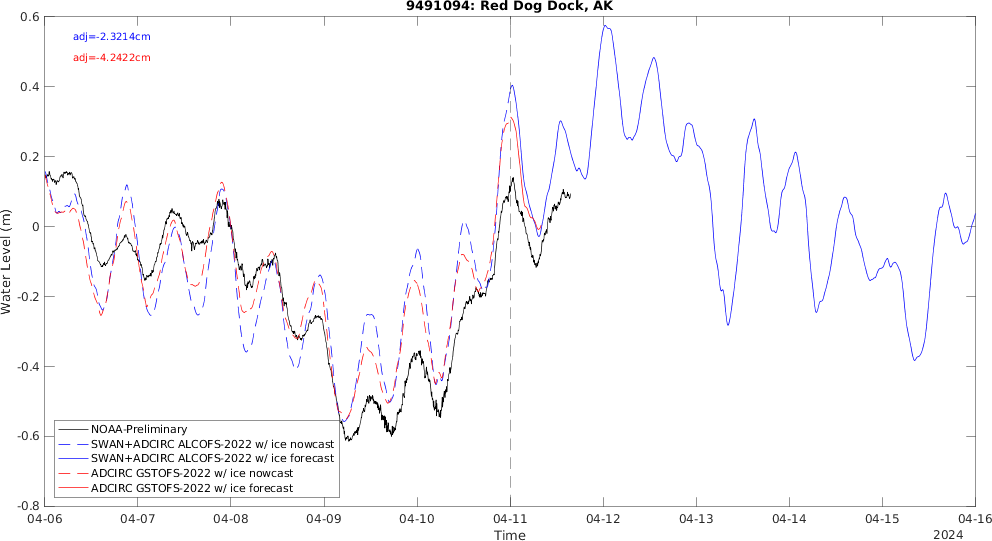 9491094: Red Dog Dock, AK
adj=-2.3214cm
adj=-4.2422cm
Water Level (m)
0.6
0.4
0.2
0
-0.2
-0.4
-0.6
-0.8
NOAA-Preliminary
SWAN+ADCIRC ALCOFS-2022 w/ ice nowcast
SWAN+ADCIRC ALCOFS-2022 w/ ice forecast
ADCIRC GSTOFS-2022 w/ ice nowcast
ADCIRC GSTOFS-2022 w/ ice forecast
04-06 04-07 04-08 04-09 04-10 04-11 04-12 04-13 04-14 04-15 04-16
Time
2024